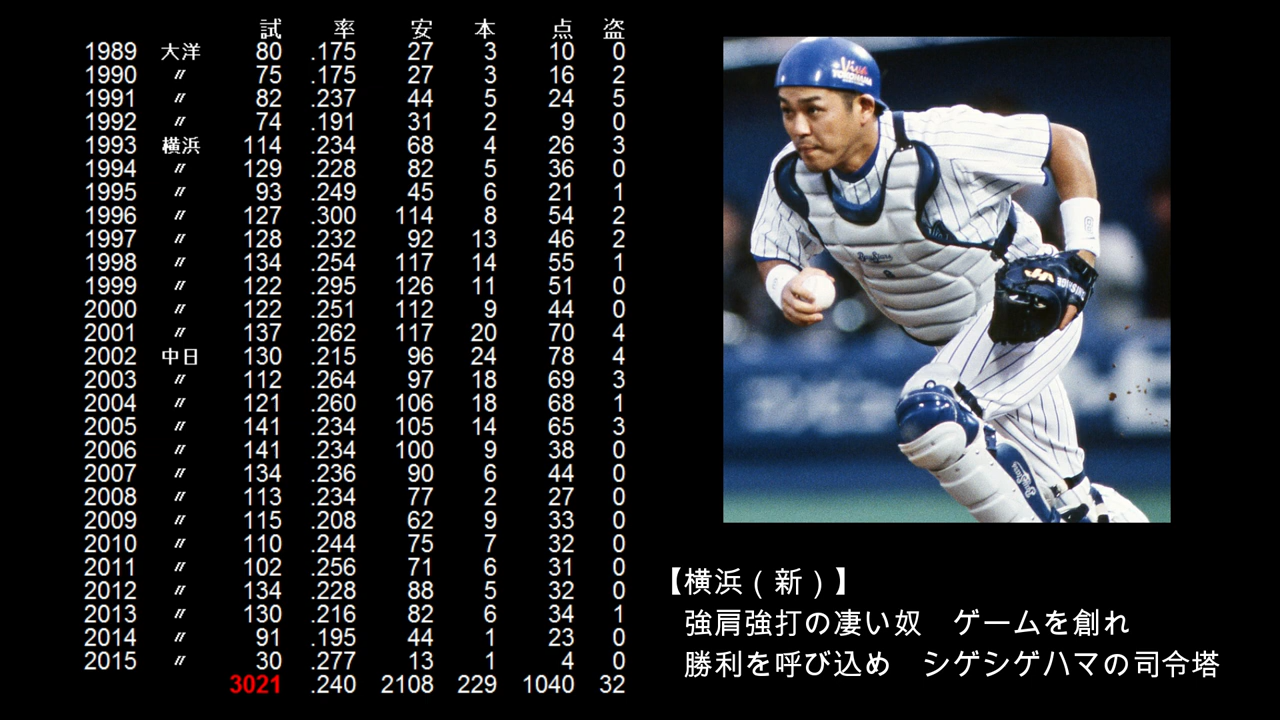 試 率 安 本 点 盗
1989 大洋 80 .175 27 3 10 0
1990 〃 75 .175 27 3 16 2
1991 〃 82 .237 44 5 24 5
1992 〃 74 .191 31 2 9 0
1993 横浜 114 .234 68 4 26 3
1994 〃 129 .228 82 5 36 0
1995 〃 93 .249 45 6 21 1
1996 〃 127 .300 114 8 54 2
1997 〃 128 .232 92 13 46 2
1998 〃 134 .254 117 14 55 1
1999 〃 122 .295 126 11 51 0
2000 〃 122 .251 112 9 44 0
2001 〃 137 .262 117 20 70 4
2002 中日 130 .215 96 24 78 4
2003 〃 112 .264 97 18 69 3
2004 〃 121 .260 106 18 68 1
2005 〃 141 .234 105 14 65 3
2006 〃 141 .234 100 9 38 0
2007 〃 134 .236 90 6 44 0
2008 〃 113 .234 77 2 27 0
2009 〃 115 .208 62 9 33 0
2010 〃 110 .244 75 7 32 0
2011 〃 102 .256 71 6 31 0
2012 〃 134 .228 88 5 32 0
2013 〃 130 .216 82 6 34 1
2014 〃 91 .195 44 1 23 0
2015 〃 30 .277 13 1 4 0
3021 .240 2108 229 1040 32
Viva
YOKOHAMA
BayStars
【横浜（新）】
強肩強打の凄い奴　ゲームを創れ
勝利を呼び込め　シゲシゲハマの司令塔